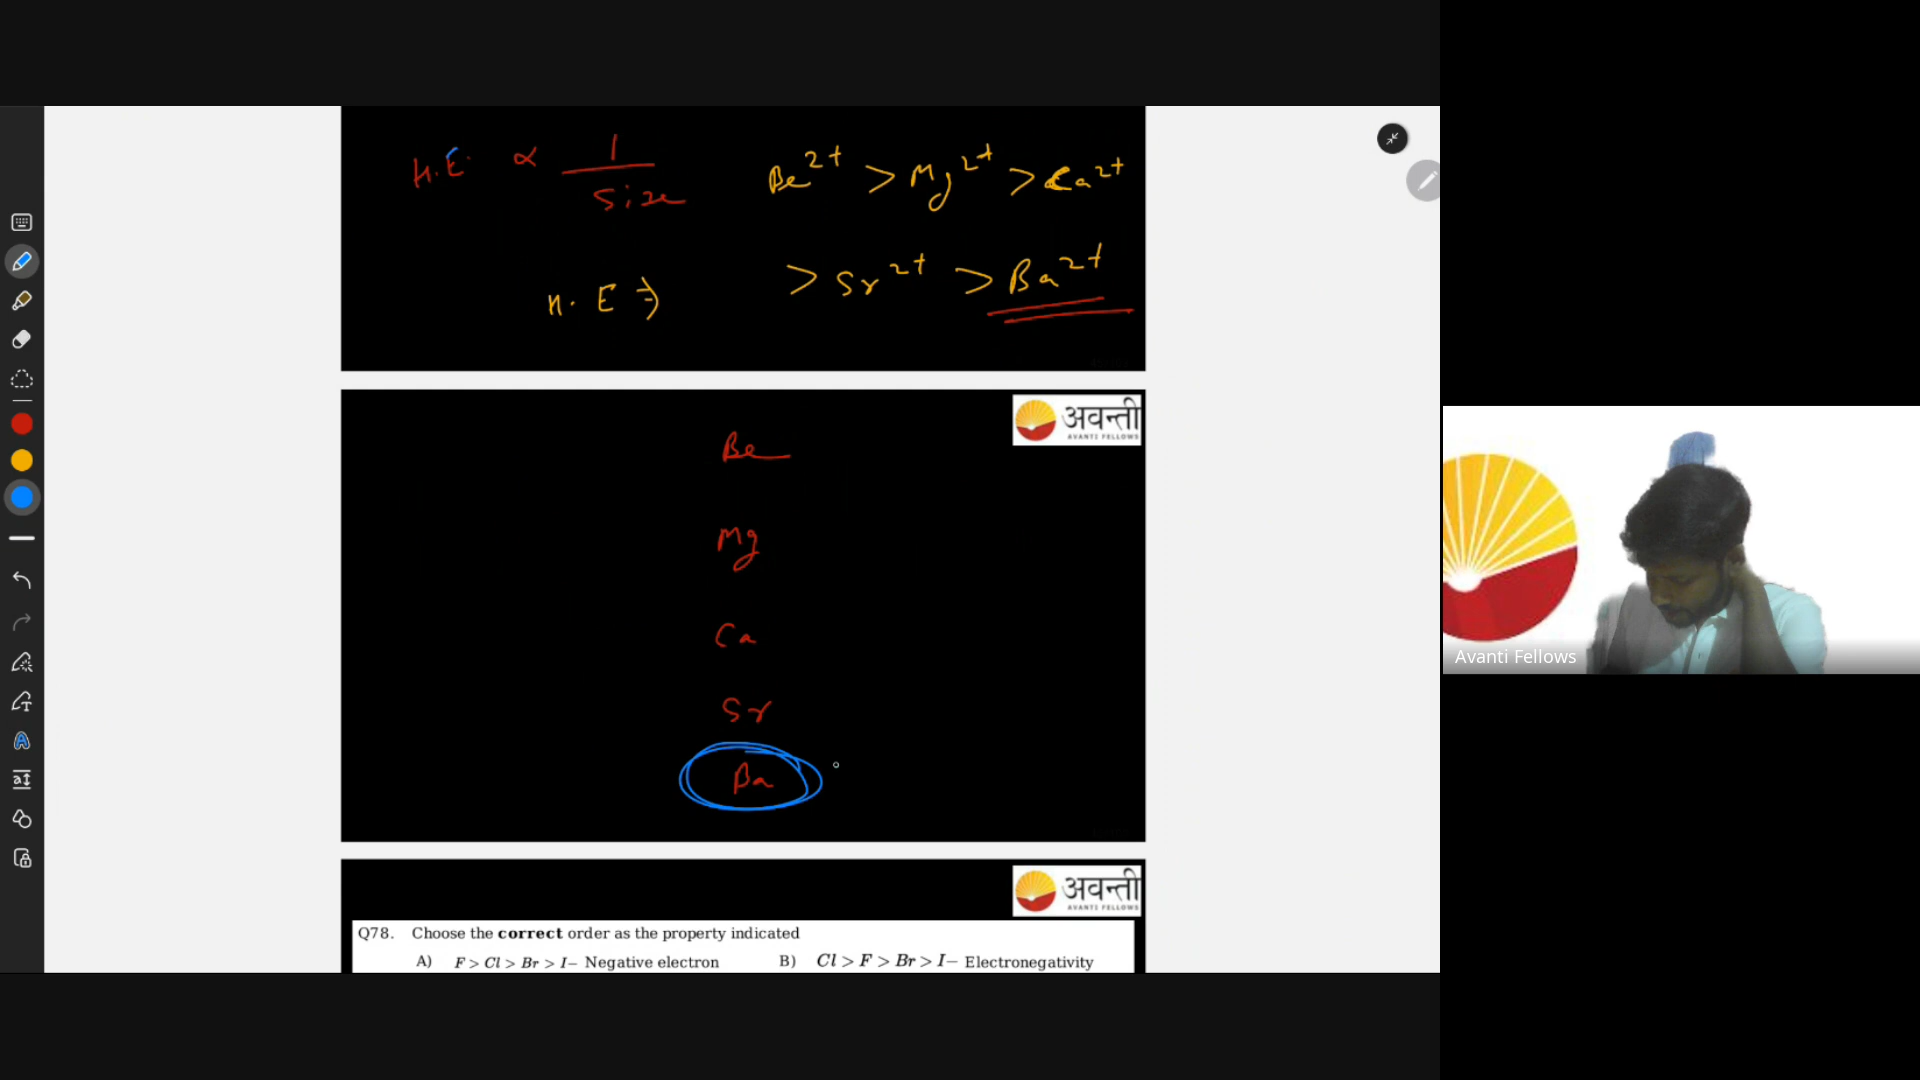 H.E. ∝ 1/Size
Be²⁺ > Mg²⁺ > Ca²⁺
H.E ⇒ > Sr²⁺ > Ba²⁺
अवन्ती
AVANTI FELLOWS
Be
Mg
Ca
Sr
Ba
अवन्ती
AVANTI FELLOWS
Q78. Choose the correct order as the property indicated
A) F > Cl > Br > I− Negative electron B) Cl > F > Br > I− Electronegativity
Avanti Fellows